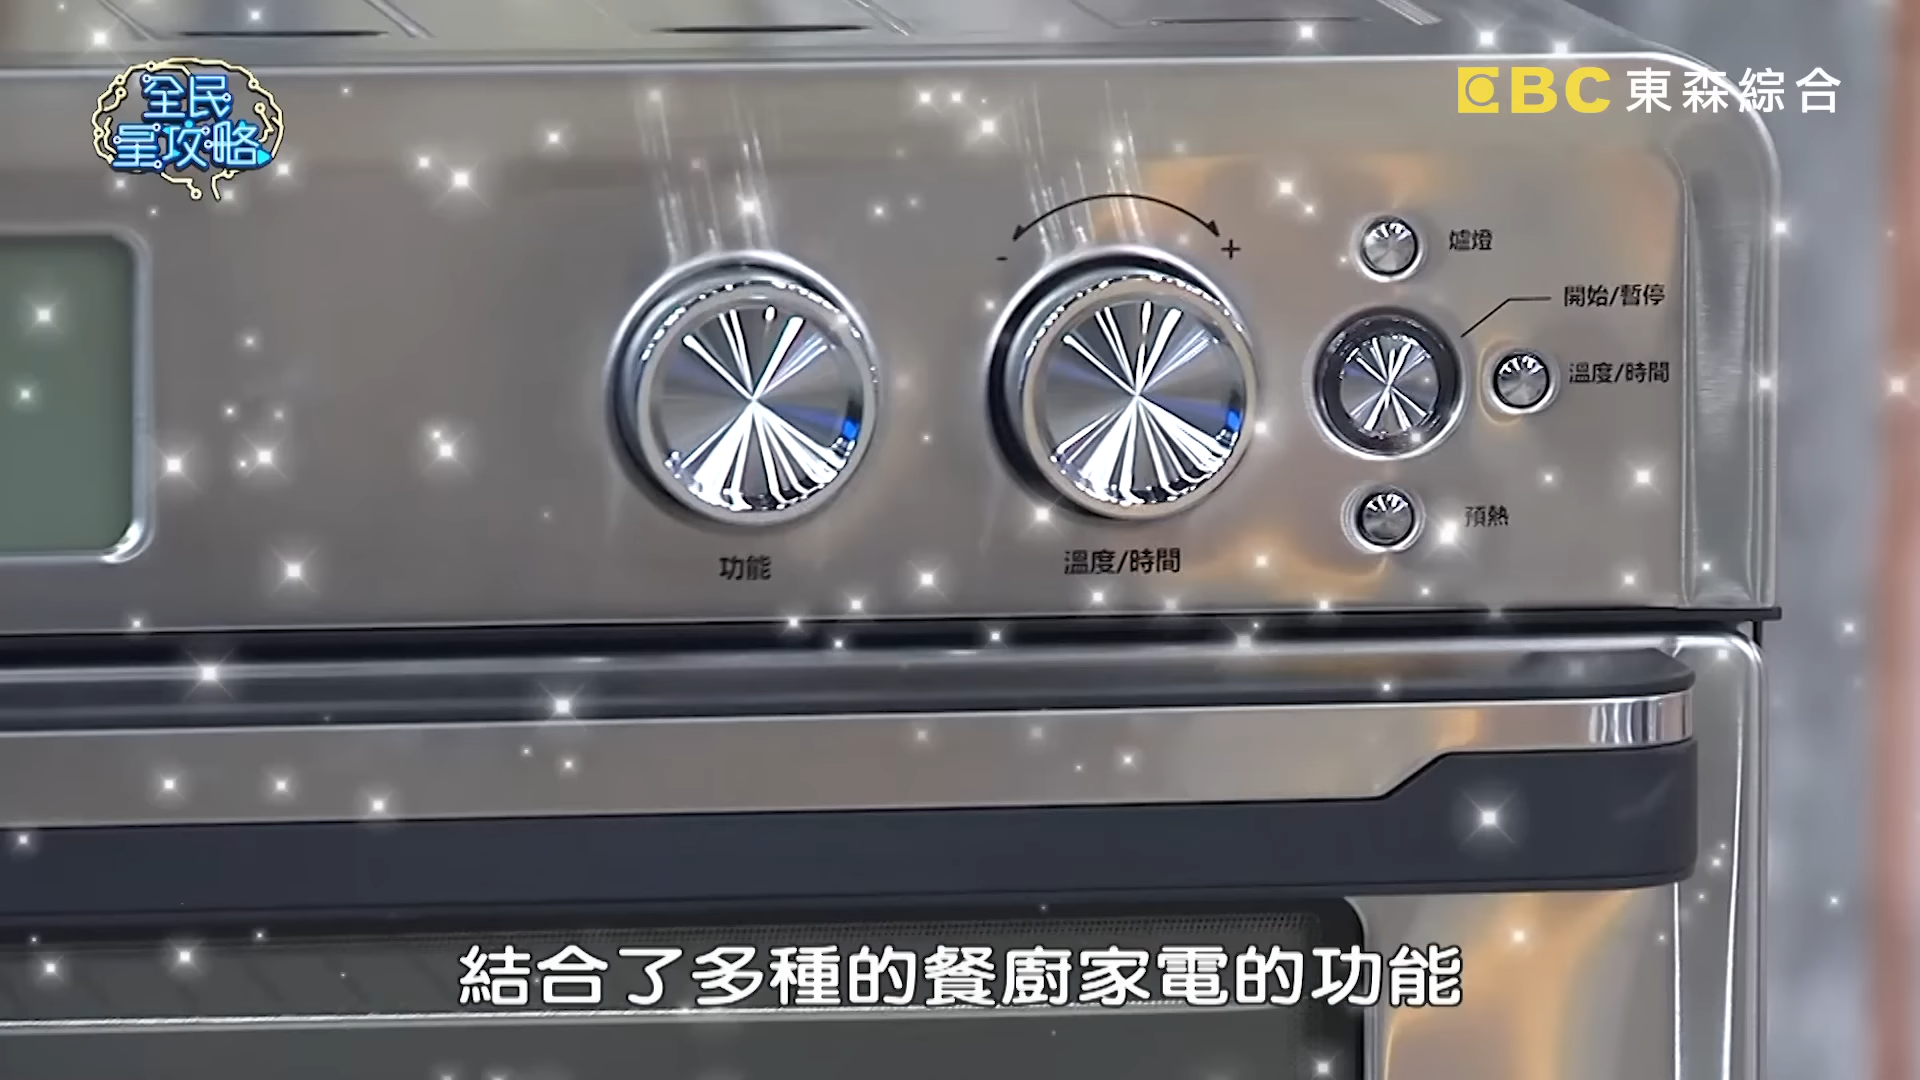 全民
星攻略
EBC 東森綜合
- +
爐燈
開始/暫停
溫度/時間
預熱
功能
溫度/時間
結合了多種的餐廚家電的功能